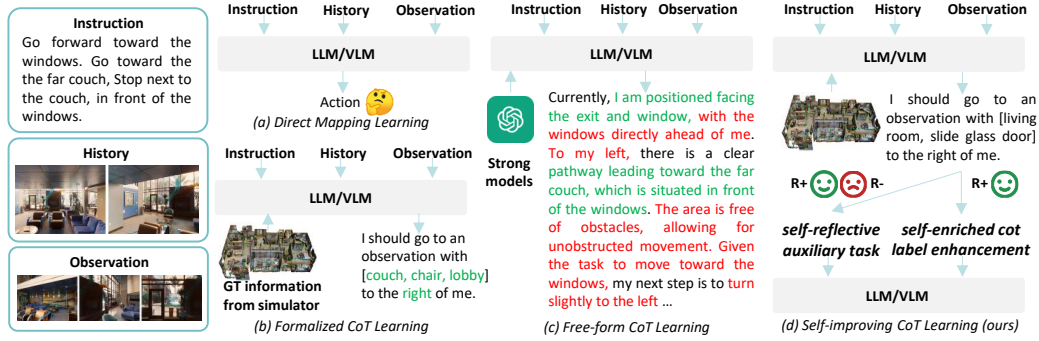 Instruction
Go forward toward the
windows. Go toward the
the far couch, Stop next to
the couch, in front of the
windows.
History
Observation
Instruction History Observation
LLM/VLM
Action
(a) Direct Mapping Learning
Instruction History Observation
LLM/VLM
GT information
from simulator
I should go to an
observation with
[couch, chair, lobby]
to the right of me.
(b) Formalized CoT Learning
Instruction History Observation
LLM/VLM
Strong
models
Currently, I am positioned facing
the exit and window, with
the windows directly ahead of me.
To my left, there is a clear
pathway leading toward the far
couch, which is situated in front
of the windows. The area is free
of obstacles, allowing for
unobstructed movement. Given
the task to move toward the
windows, my next step is to turn
slightly to the left ...
(c) Free-form CoT Learning
Instruction History Observation
LLM/VLM
I should go to an
observation with [living
room, slide glass door]
to the right of me.
R+ R- R+
self-reflective
auxiliary task
self-enriched cot
label enhancement
LLM/VLM
(d) Self-improving CoT Learning (ours)